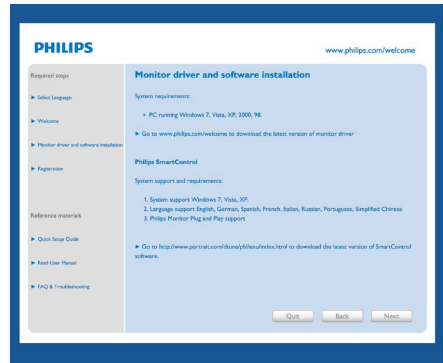 PHILIPS
www.philips.com/welcome
Required steps
► Select Language
► Welcome
► Monitor driver and software installation
► Registration
Reference materials
► Quick Setup Guide
► Read User Manual
► FAQ & Troubleshooting
Monitor driver and software installation
System requirements:
• PC running Windows 7, Vista, XP, 2000, 98.
► Go to www.philips.com/welcome to download the latest version of monitor driver
Philips SmartControl
System support and requirements:
1. System support Windows 7, Vista, XP,
2. Language support English, German, Spanish, French, Italian, Russian, Portuguese, Simplified Chinese
3. Philips Monitor Plug and Play support
► Go to http://www.portrait.com/dtune/phl/enu/index.html to download the latest version of SmartControl
software.
Quit
Back
Next